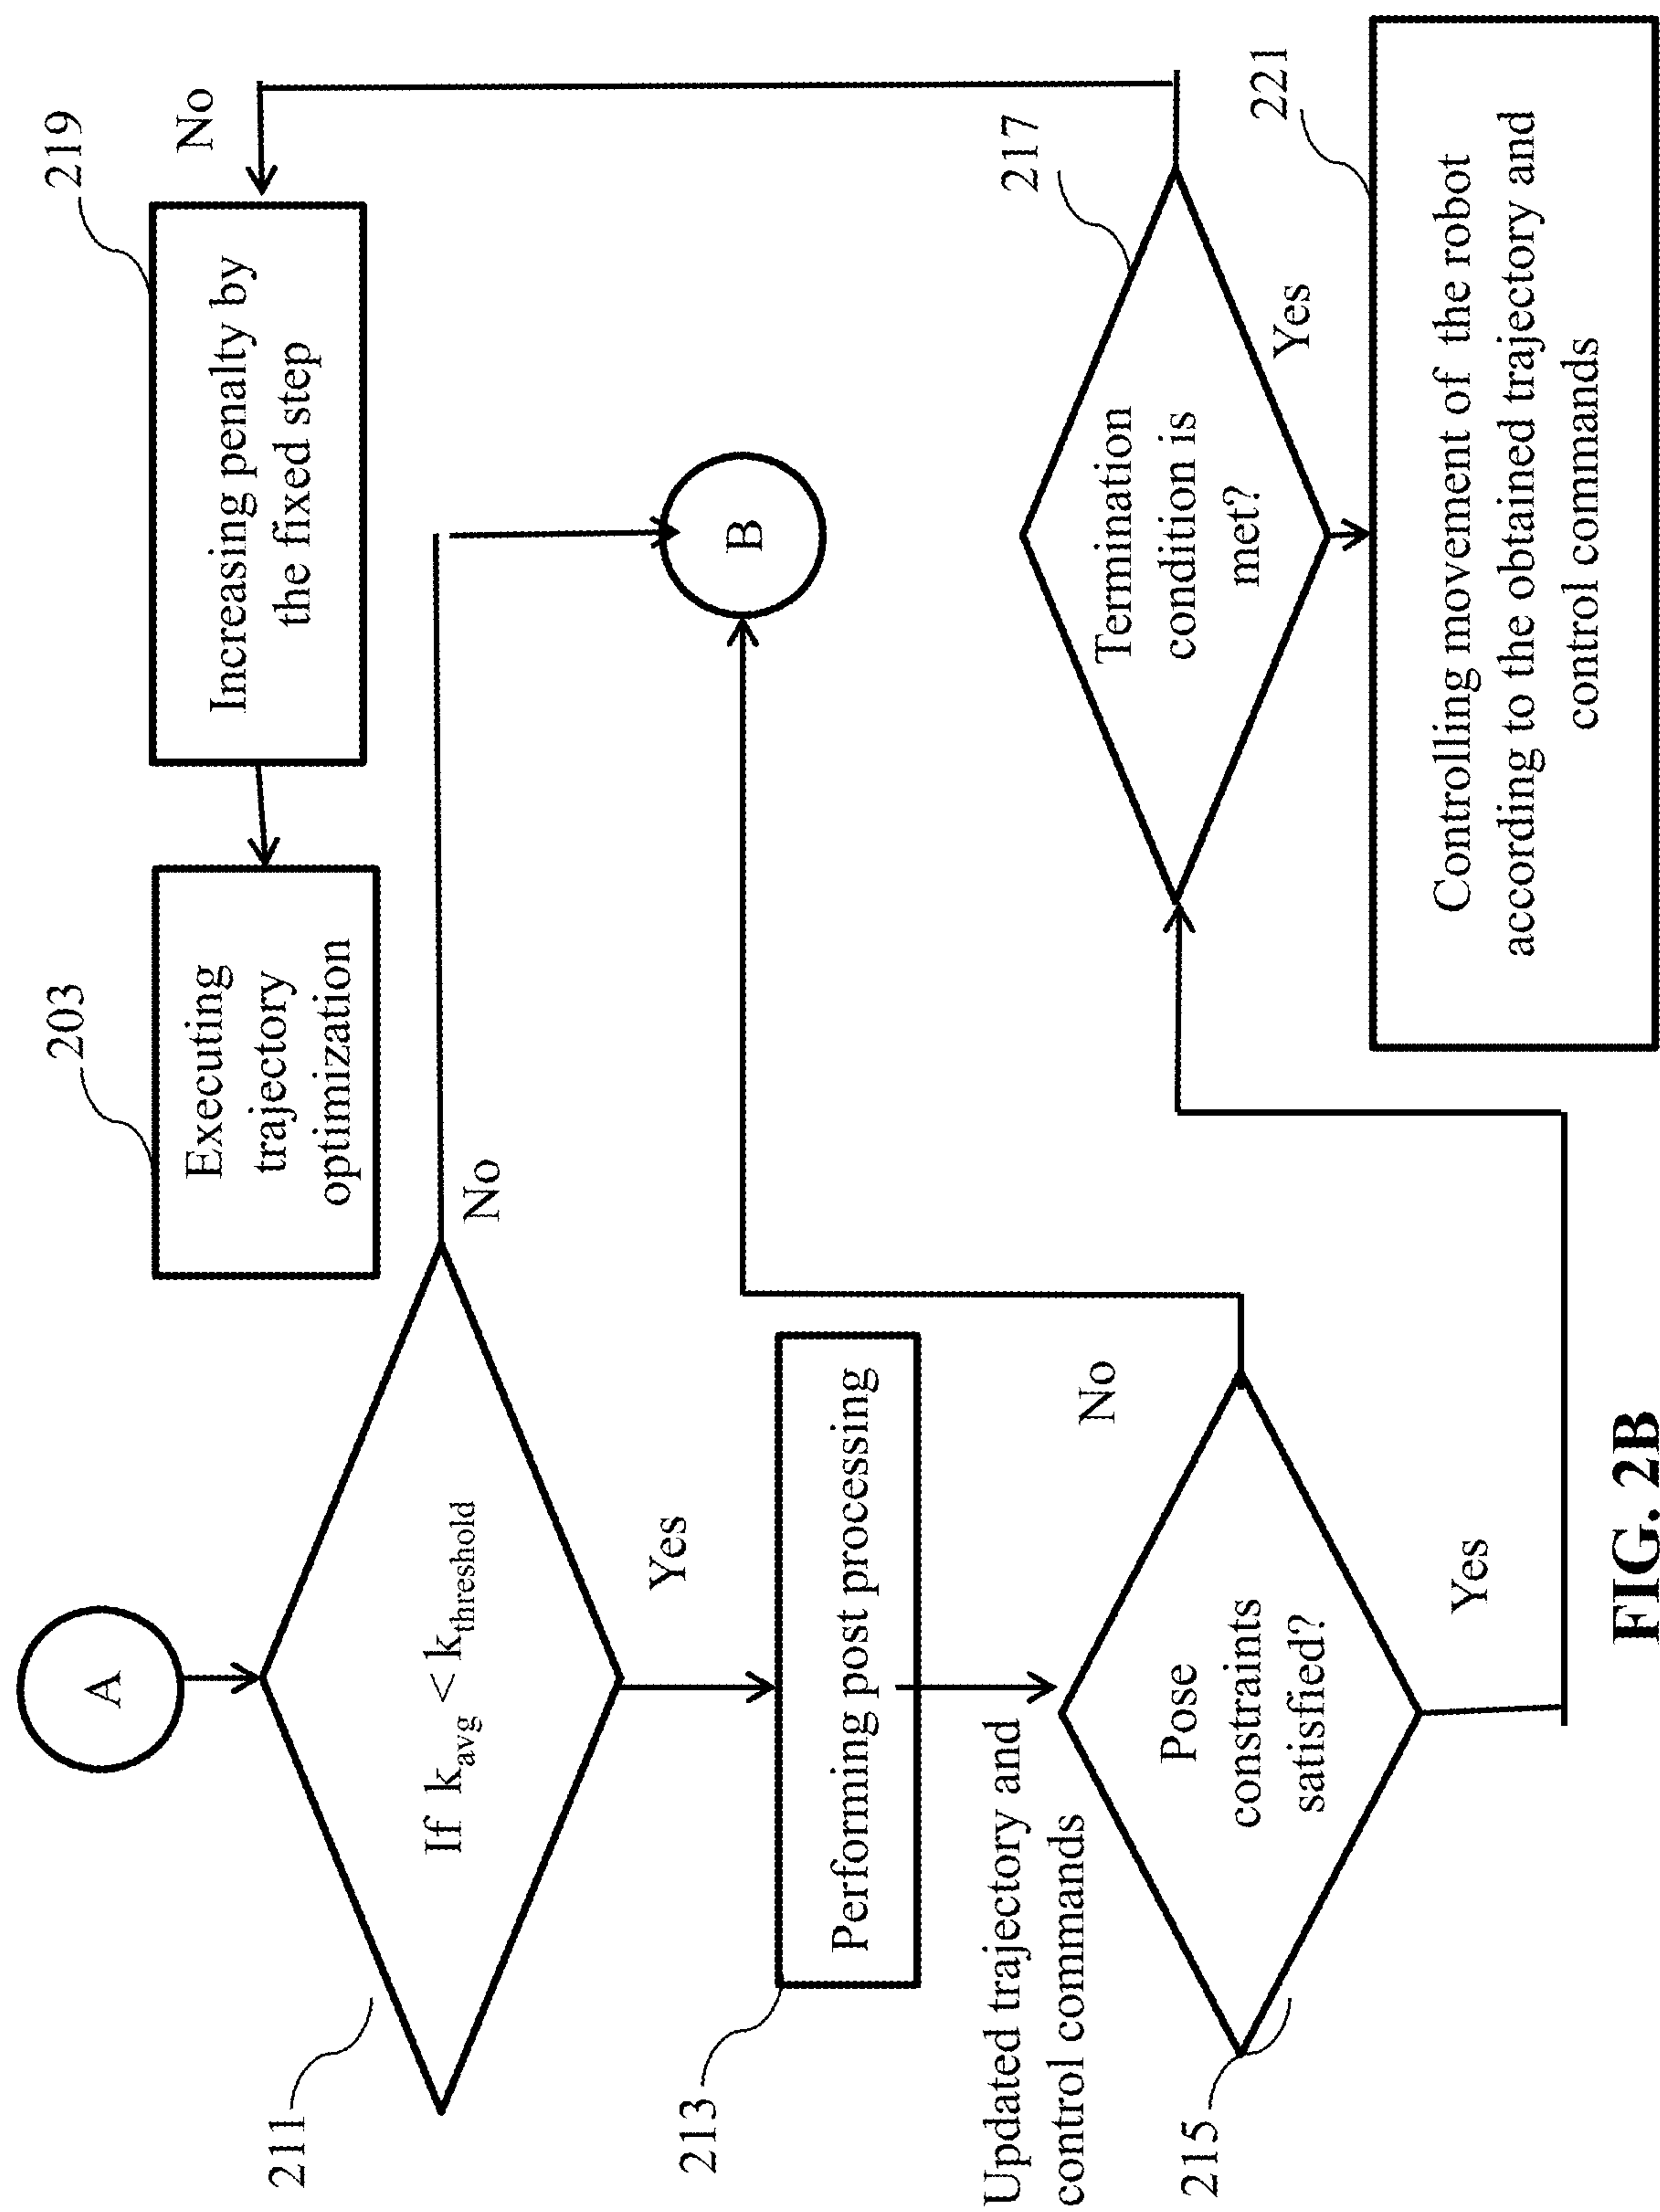 A
211
If k_avg < k_threshold
No
Yes
213
Performing post processing
Updated trajectory and
control commands
215
Pose
constraints
satisfied?
No
Yes
B
203
Executing
trajectory
optimization
219
Increasing penalty by
the fixed step
No
217
Termination
condition is
met?
Yes
221
Controlling movement of the robot
according to the obtained trajectory and
control commands
FIG. 2B